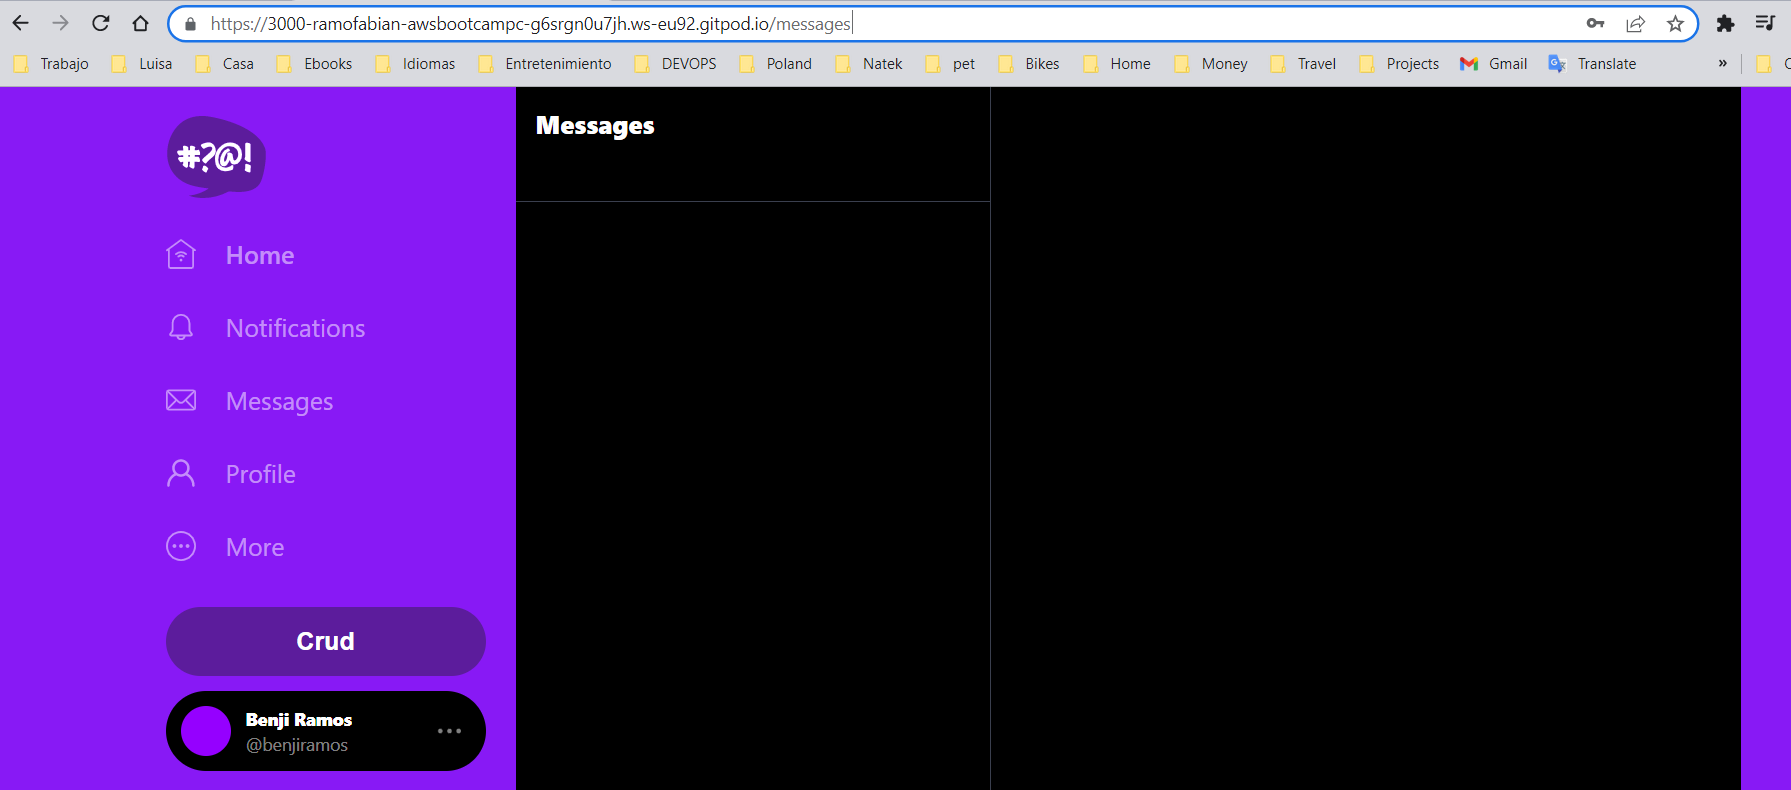 https://3000-ramofabian-awsbootcampc-g6srgn0u7jh.ws-eu92.gitpod.io/messages
Trabajo Luisa Casa Ebooks Idiomas Entretenimiento DEVOPS Poland Natek pet Bikes Home Money Travel Projects Gmail Translate »
#?@!
Messages
Home
Notifications
Messages
Profile
More
Crud
Benji Ramos
@benjiramos